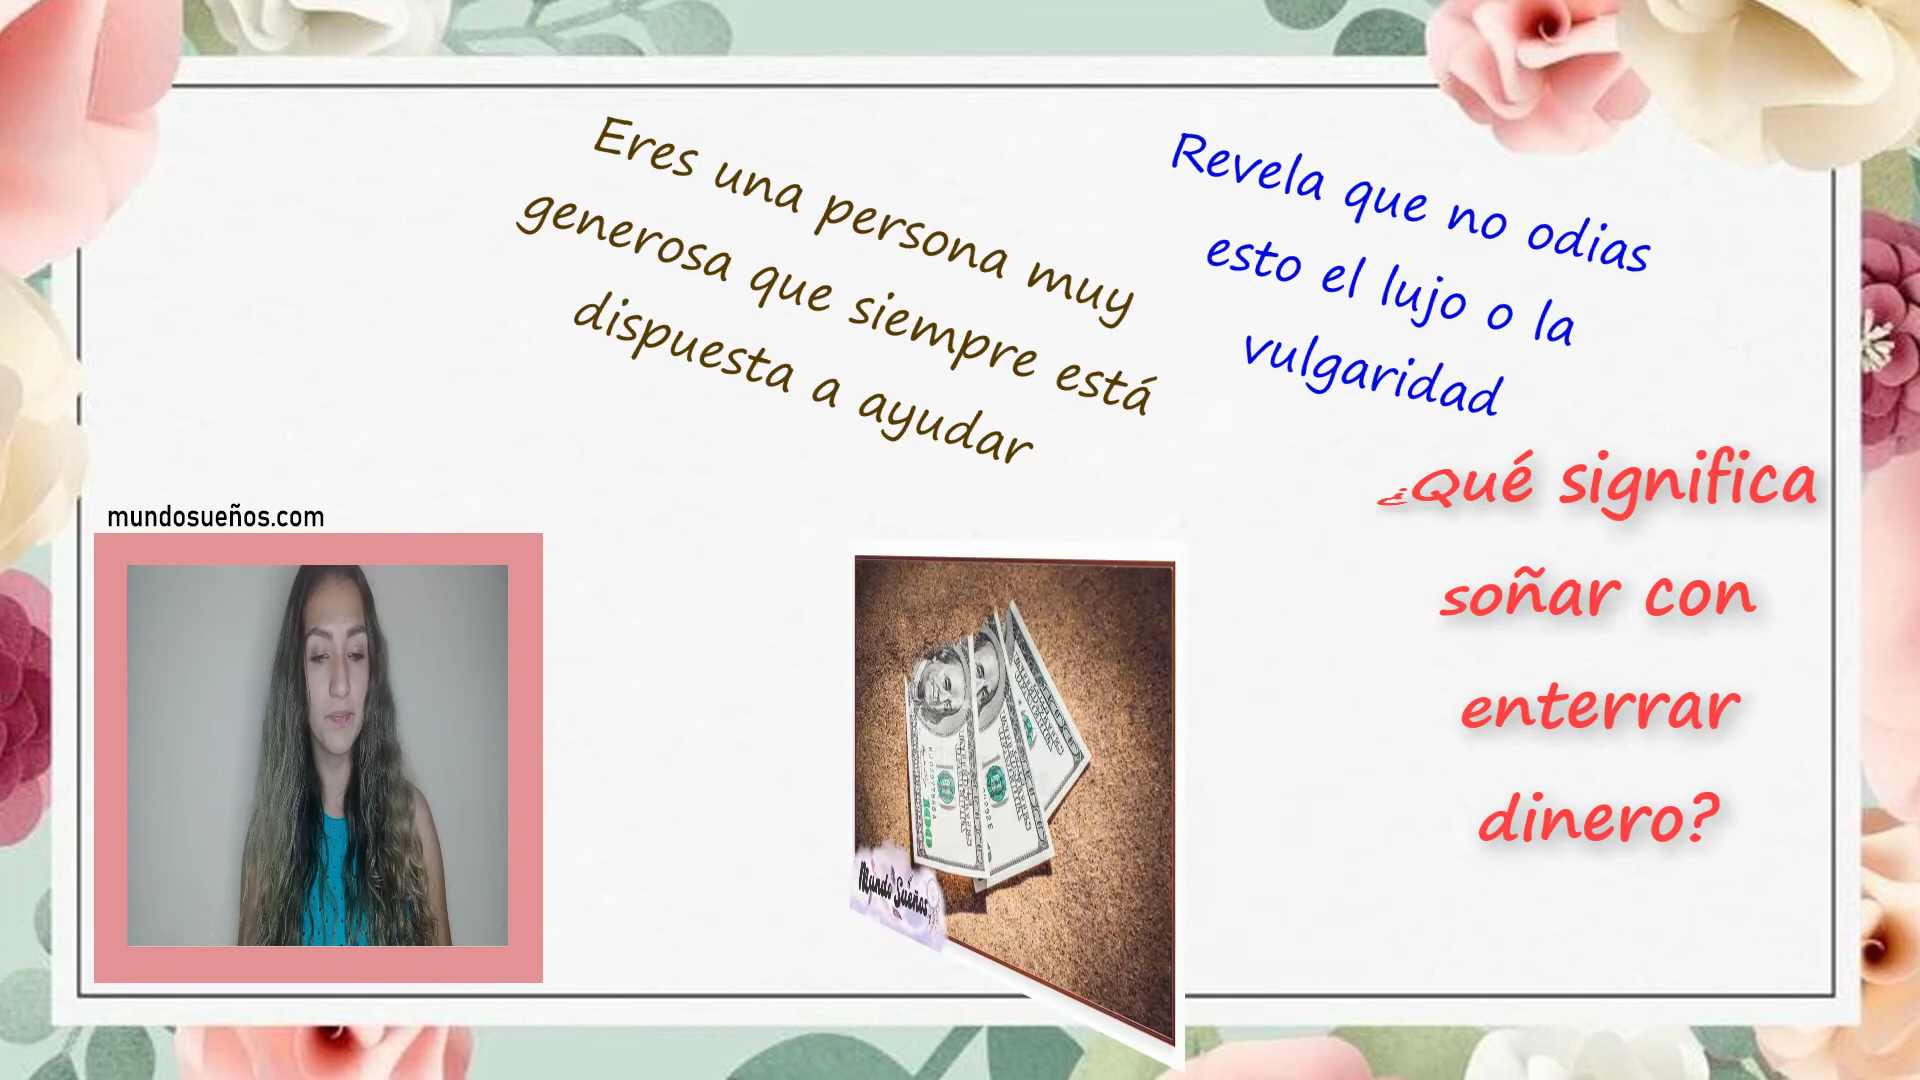 Eres una persona muy
generosa que siempre está
dispuesta a ayudar
Revela que no odias
esto el lujo o la
vulgaridad
¿Qué significa
soñar con
enterrar
dinero?
mundosueños.com
Mundo Sueños